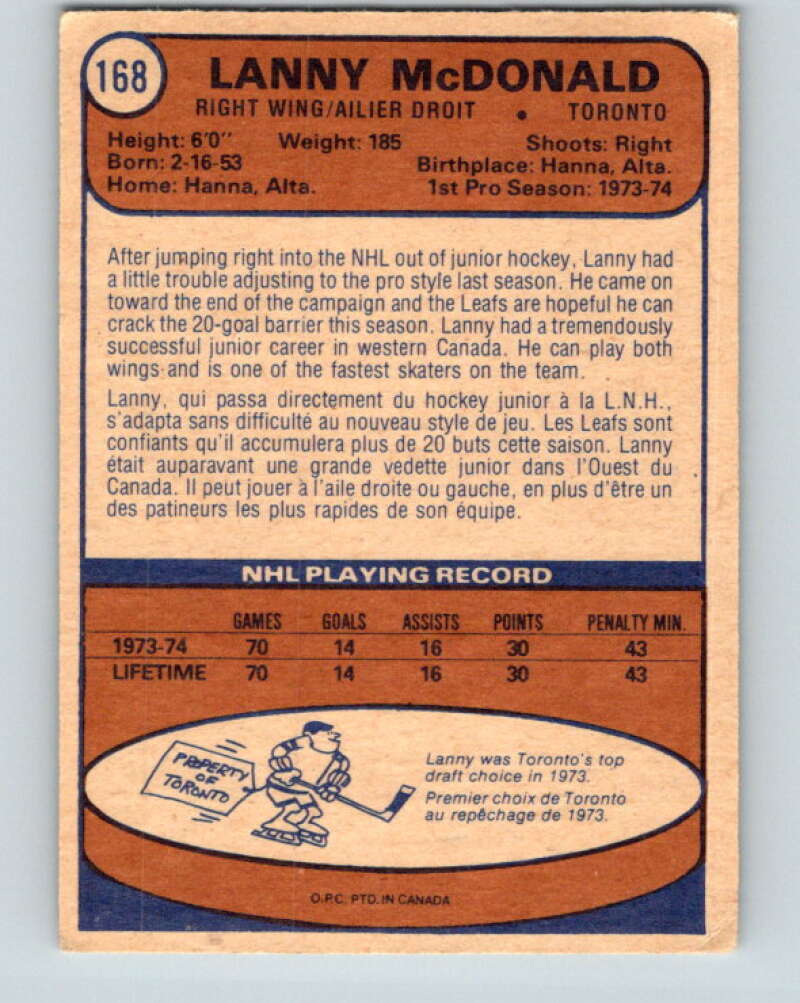 168
LANNY McDONALD
RIGHT WING/AILIER DROIT • TORONTO
Height: 6'0" Weight: 185 Shoots: Right
Born: 2-16-53 Birthplace: Hanna, Alta.
Home: Hanna, Alta. 1st Pro Season: 1973-74
After jumping right into the NHL out of junior hockey, Lanny had
a little trouble adjusting to the pro style last season. He came on
toward the end of the campaign and the Leafs are hopeful he can
crack the 20-goal barrier this season. Lanny had a tremendously
successful junior career in western Canada. He can play both
wings and is one of the fastest skaters on the team.
Lanny, qui passa directement du hockey junior à la L.N.H.,
s'adapta sans difficulté au nouveau style de jeu. Les Leafs sont
confiants qu'il accumulera plus de 20 buts cette saison. Lanny
était auparavant une grande vedette junior dans l'Ouest du
Canada. Il peut jouer à l'aile droite ou gauche, en plus d'être un
des patineurs les plus rapides de son équipe.
NHL PLAYING RECORD
GAMES GOALS ASSISTS POINTS PENALTY MIN.
1973-74 70 14 16 30 43
LIFETIME 70 14 16 30 43
PROPERTY
OF
TORONTO
Lanny was Toronto's top
draft choice in 1973.
Premier choix de Toronto
au repêchage de 1973.
O.P.C. PTD. IN CANADA